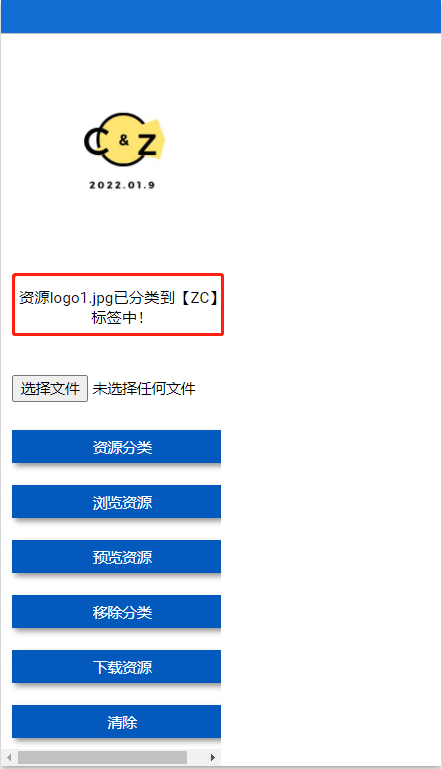 C & Z
2022.01.9
资源logo1.jpg已分类到【ZC】
标签中!
选择文件 未选择任何文件
资源分类
浏览资源
预览资源
移除分类
下载资源
清除